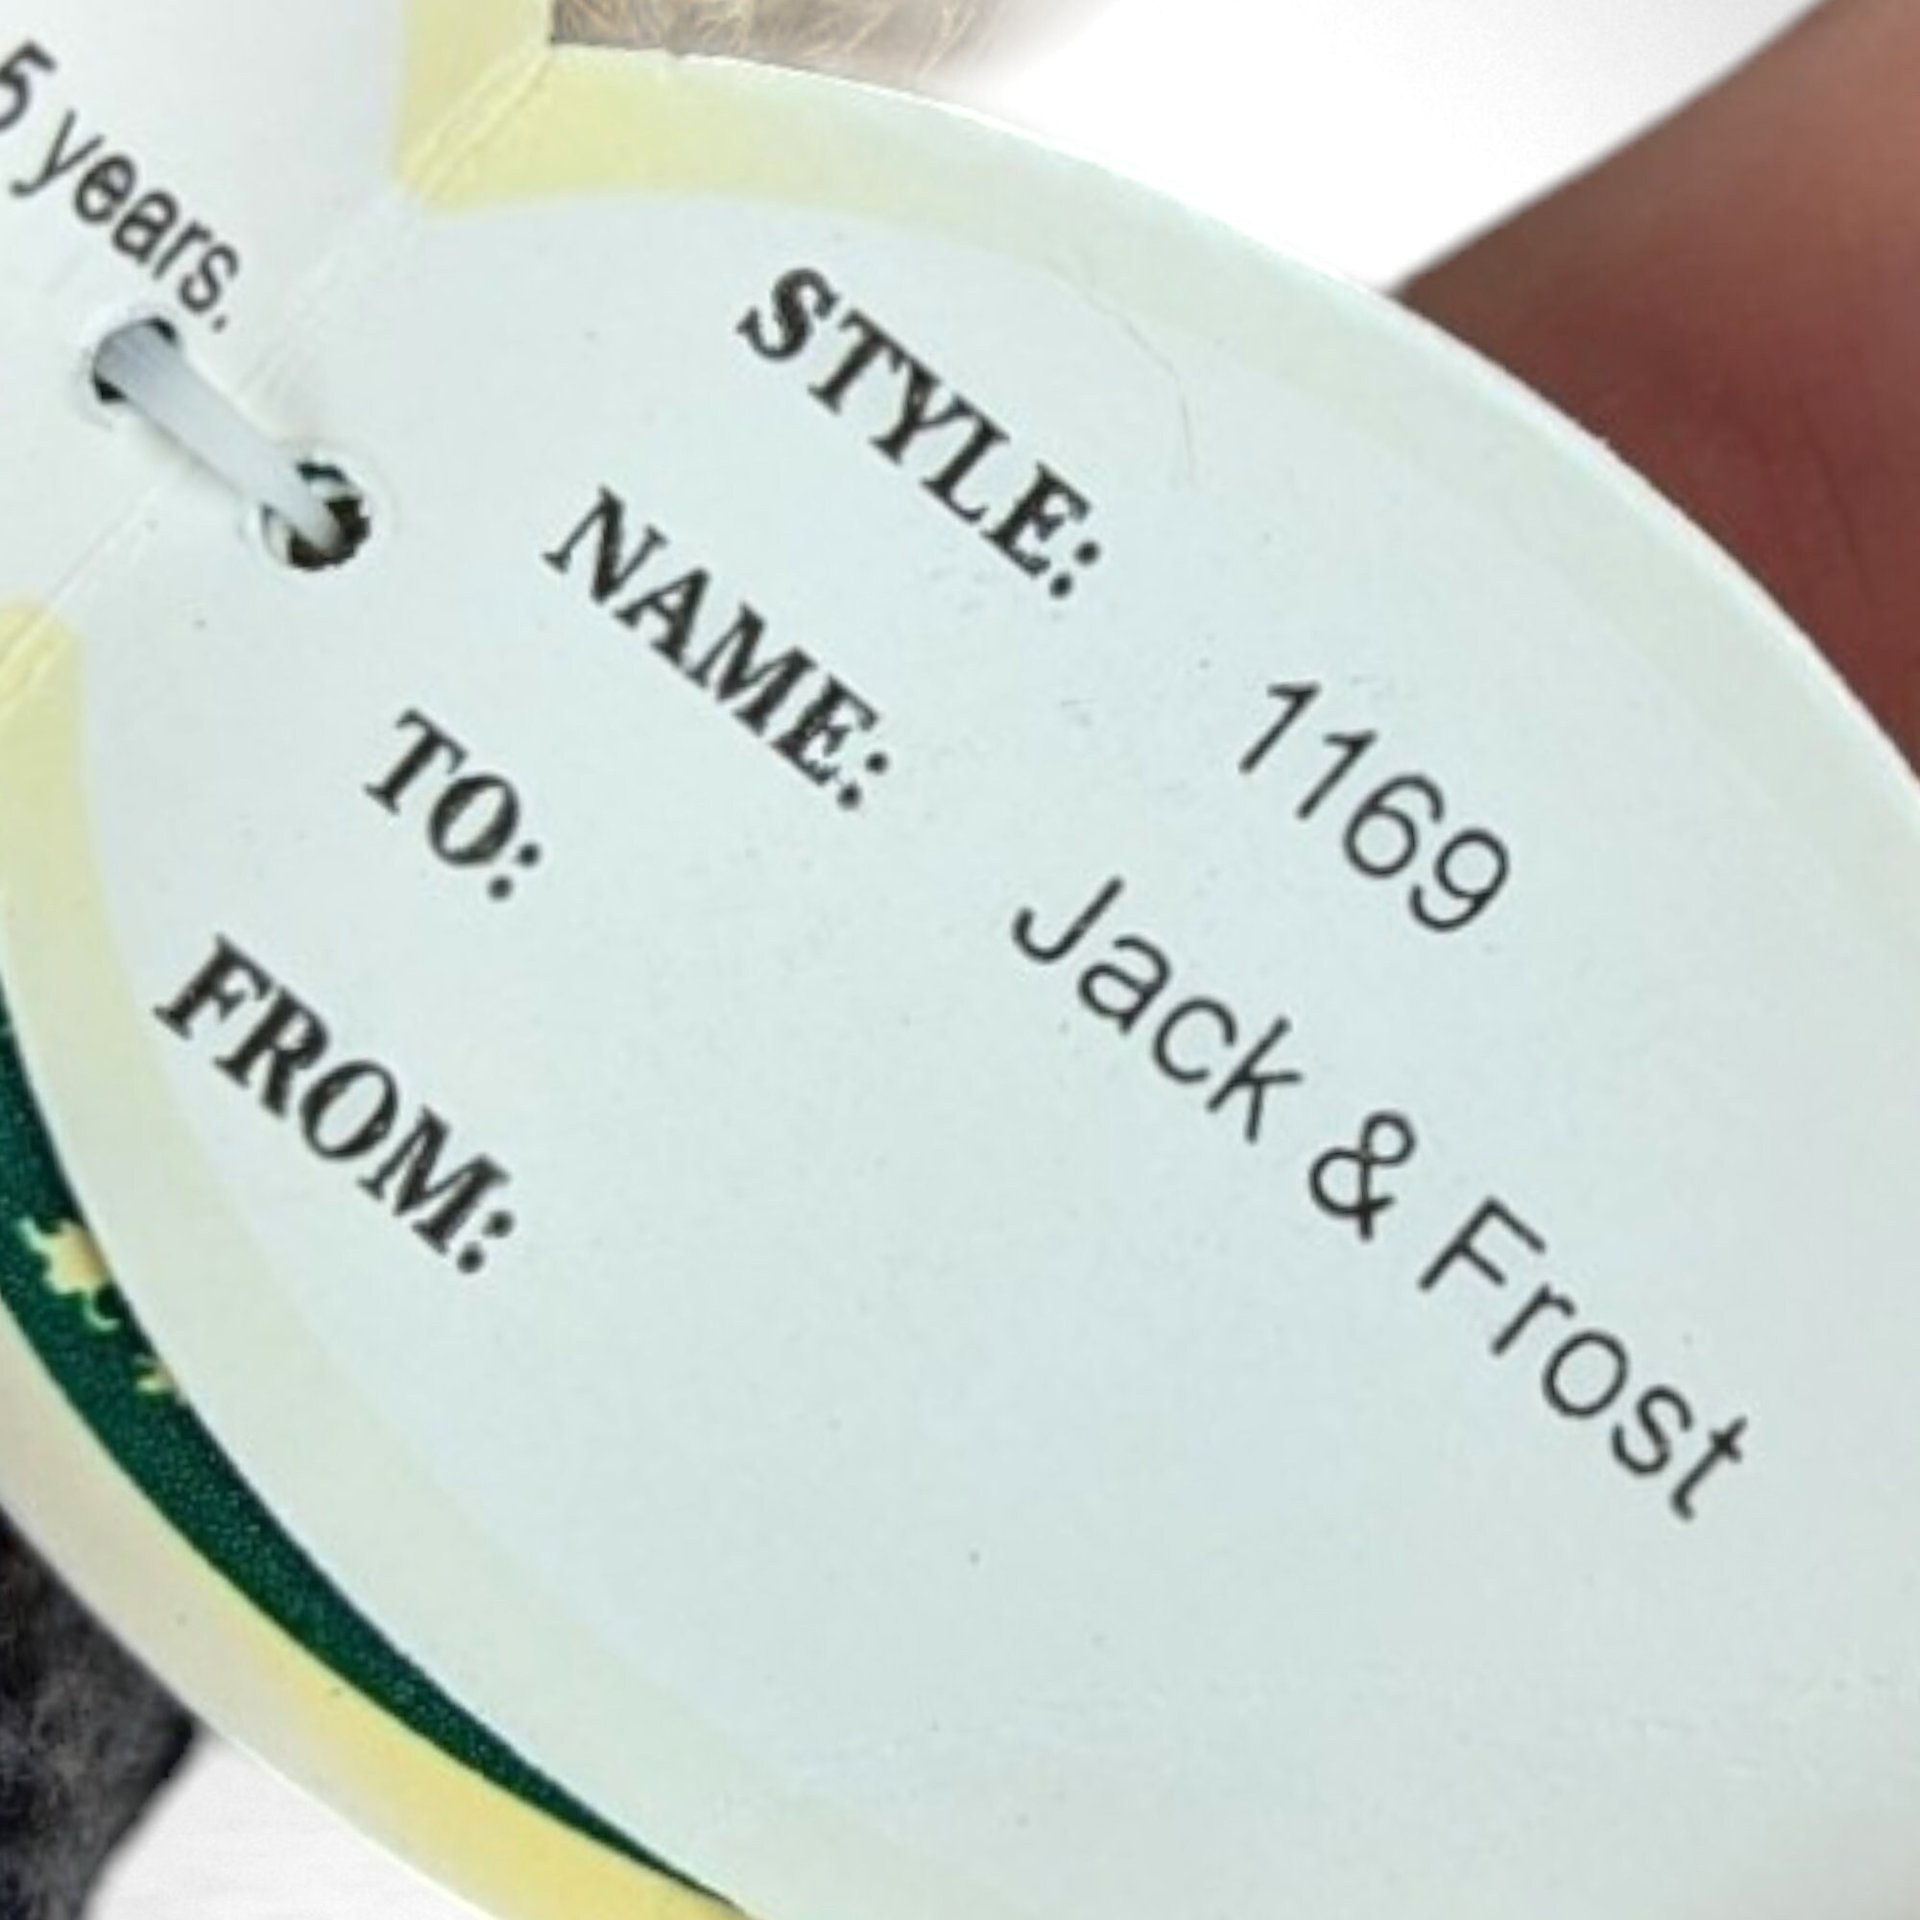 5 years.
STYLE: 1169
NAME: Jack & Frost
TO:
FROM: